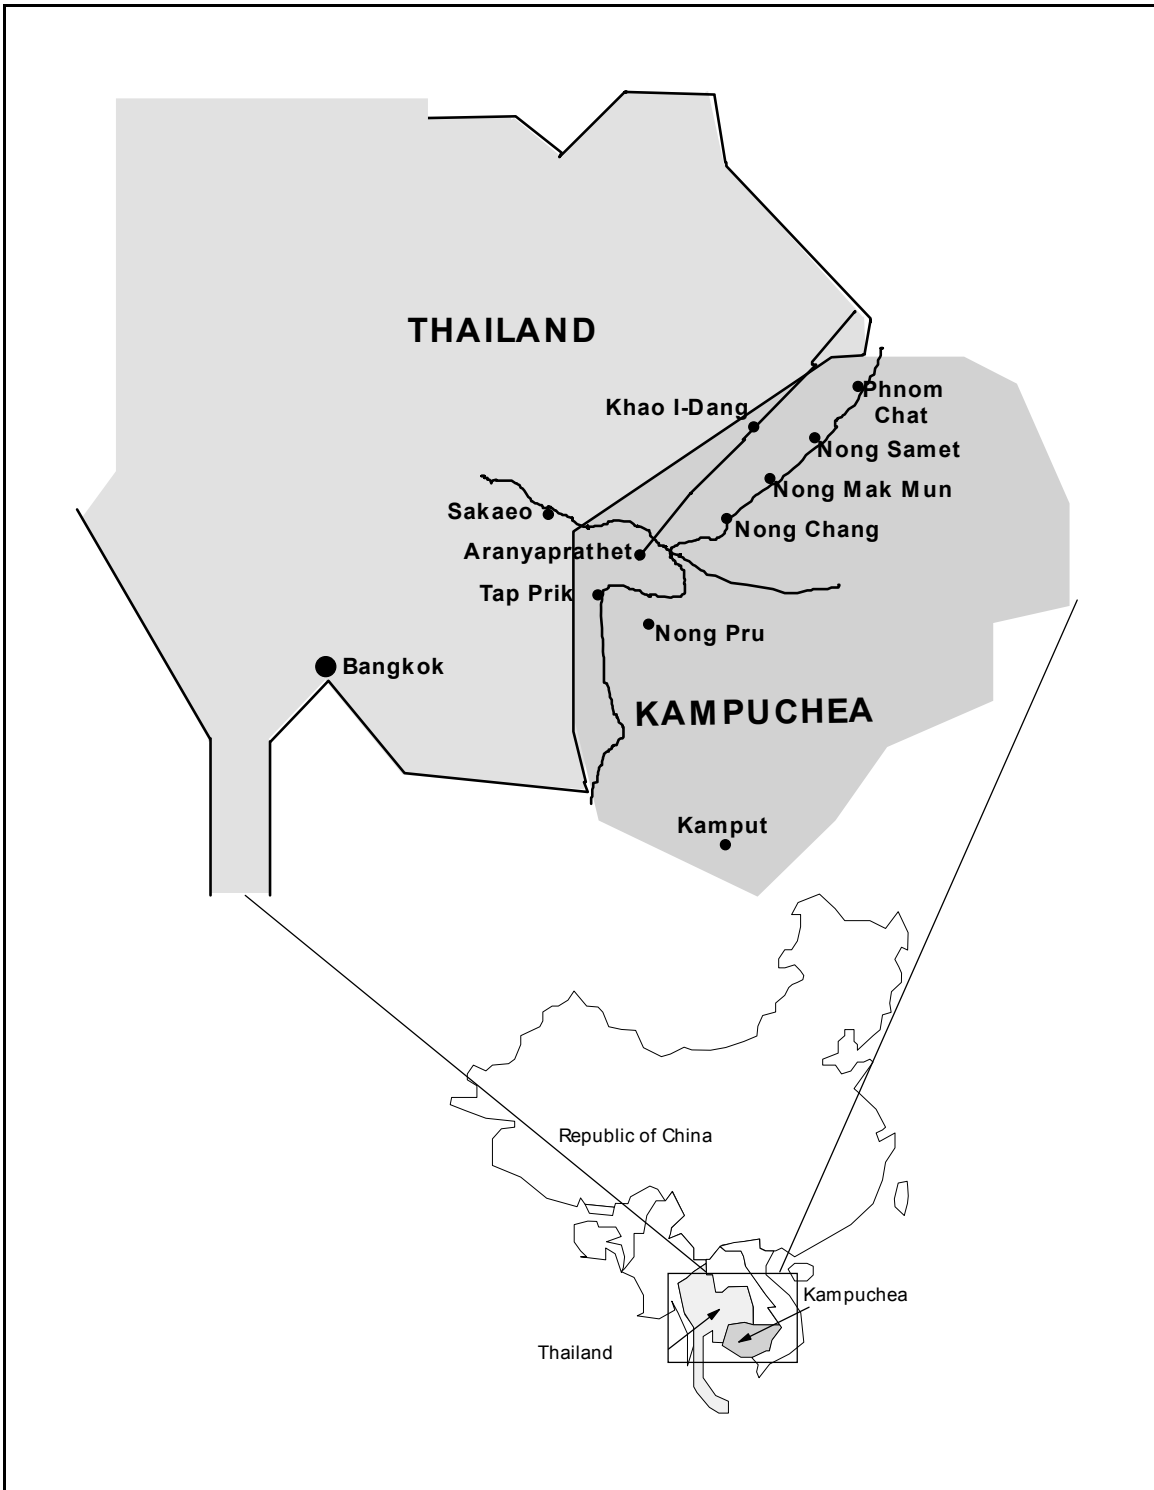 THAILAND
Khao I-Dang
Phnom
Chat
Nong Samet
Nong Mak Mun
Sakaeo
Nong Chang
Aranyaprathet
Tap Prik
Nong Pru
Bangkok
KAMPUCHEA
Kamput
Republic of China
Kampuchea
Thailand